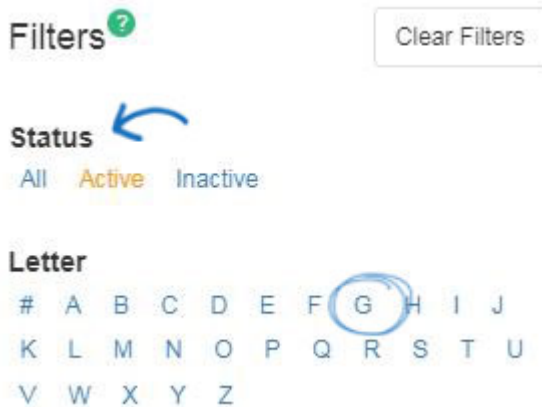 Filters ?
Clear Filters
Status
All Active Inactive
Letter
# A B C D E F G H I J
K L M N O P Q R S T U
V W X Y Z